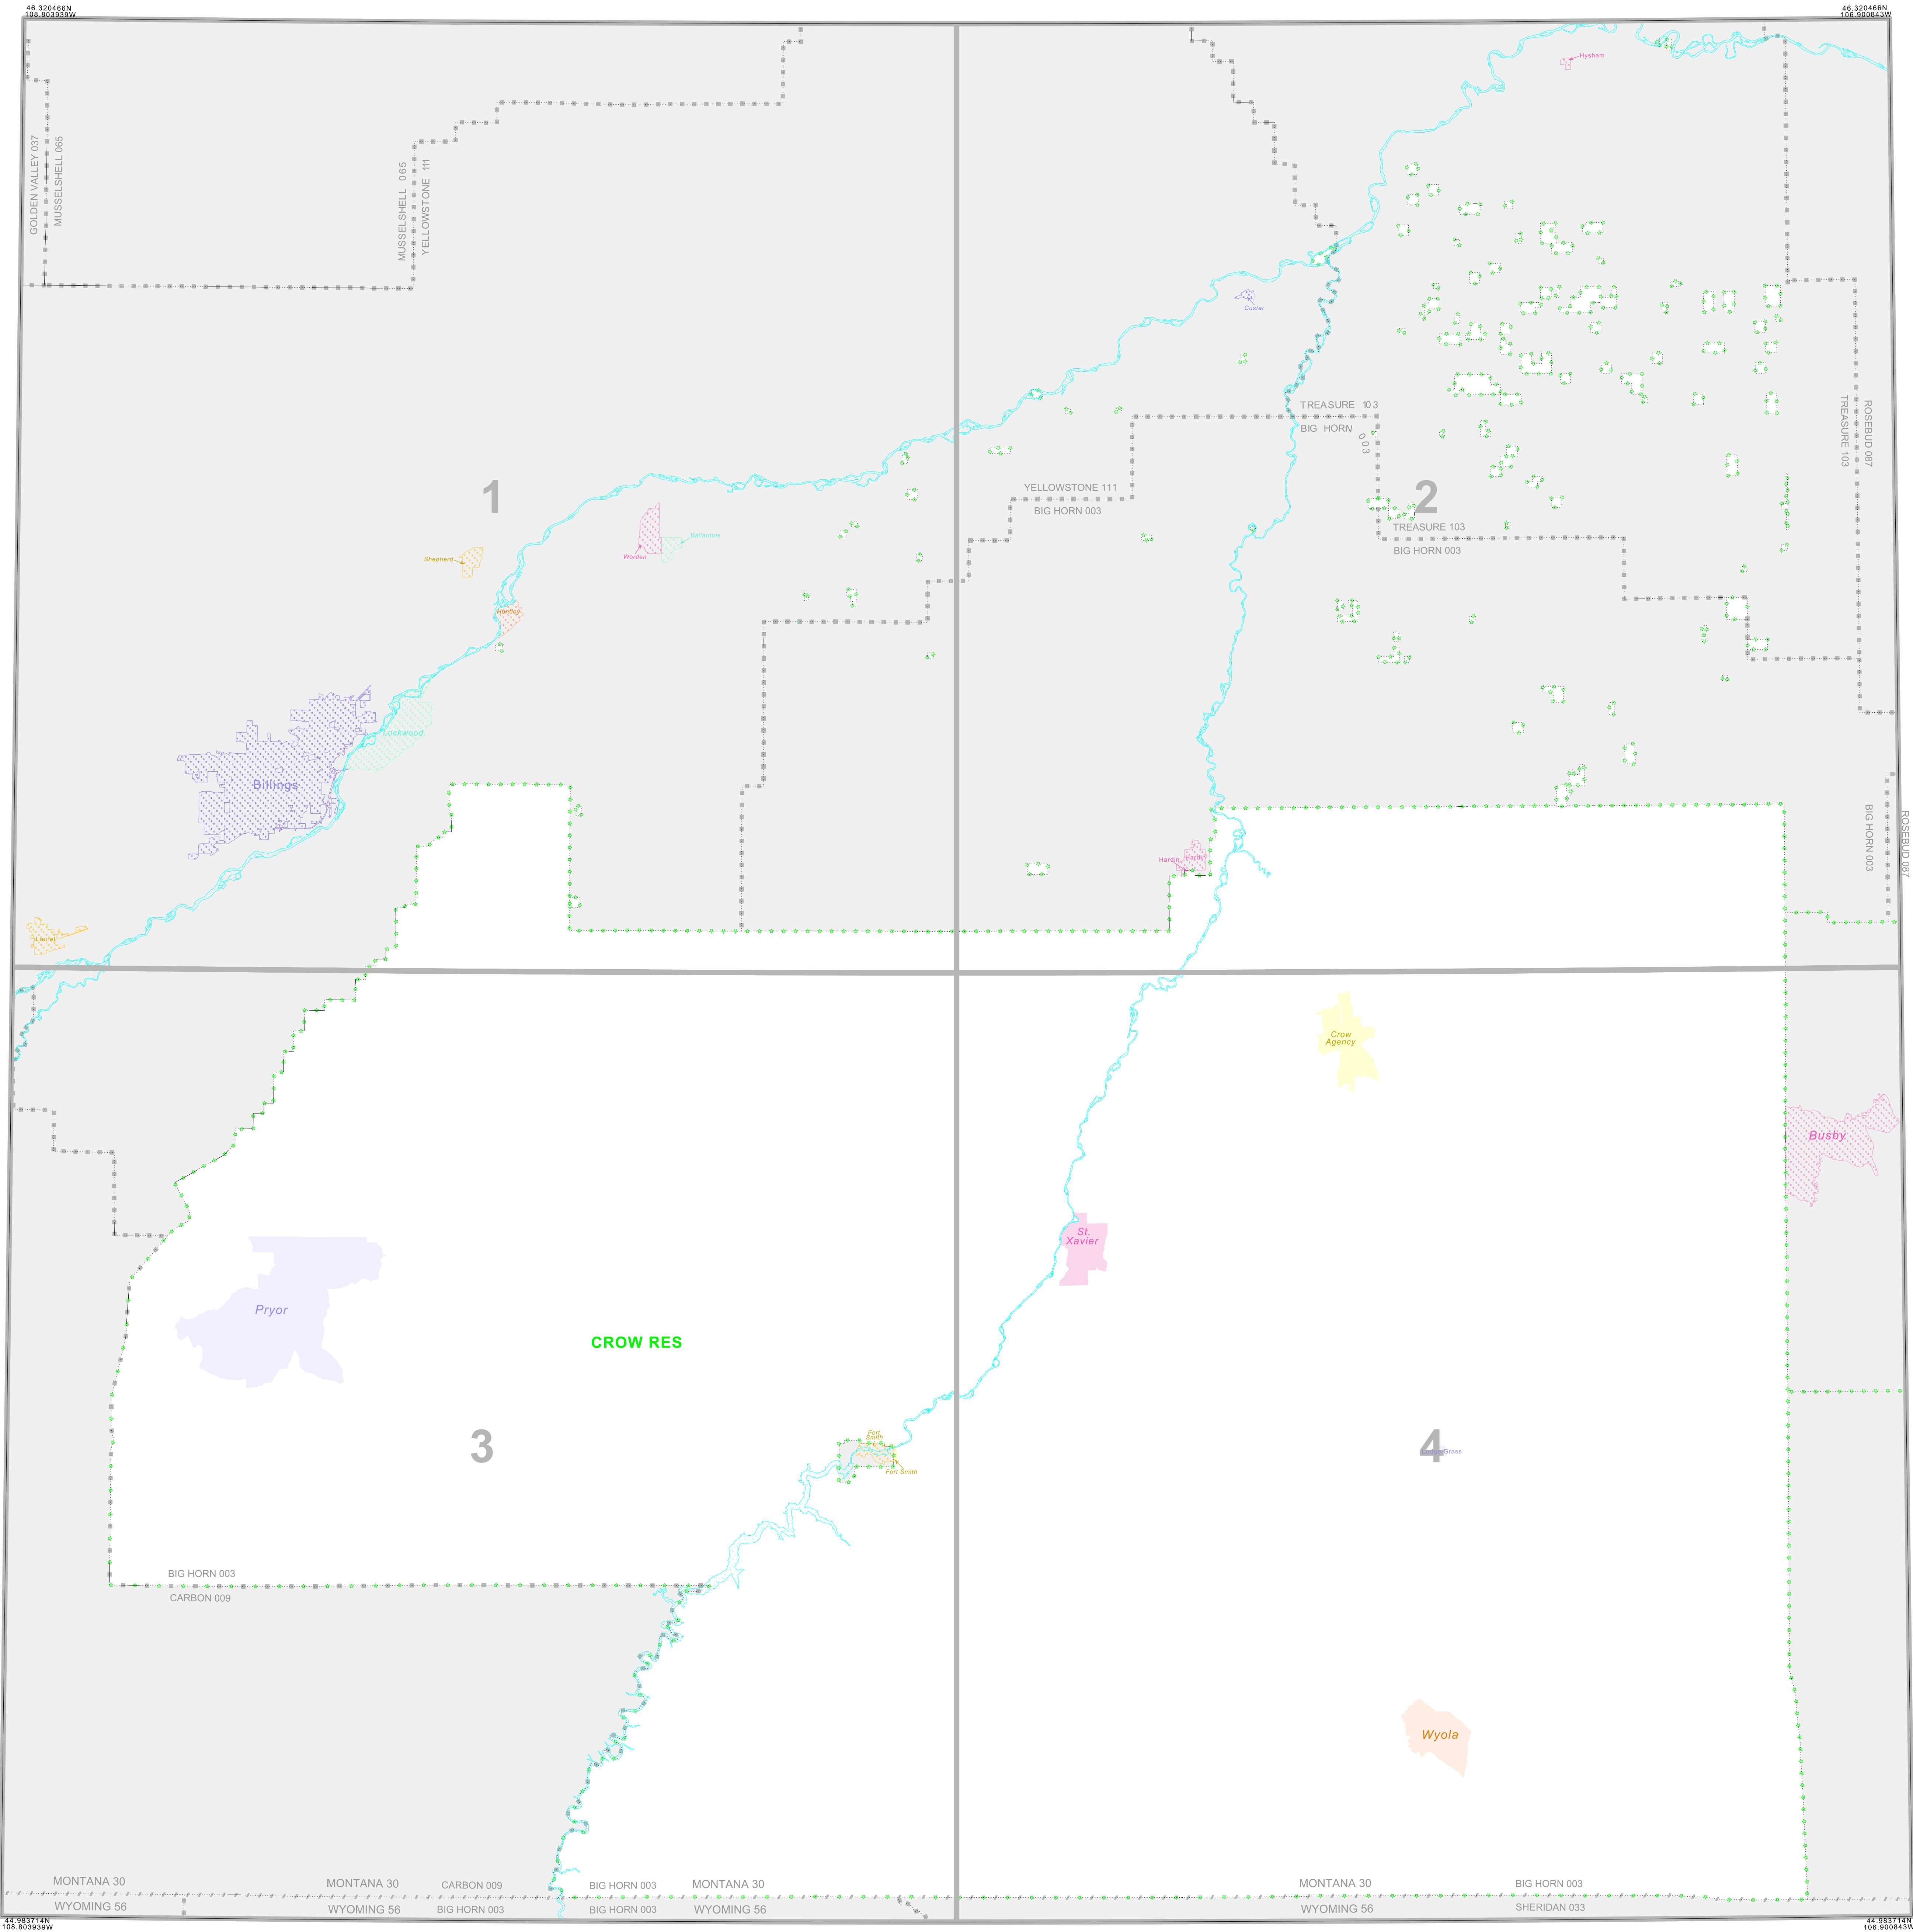 46.320466N
108.803939W
46.320466N
106.900843W
Hysham
GOLDEN VALLEY 037
MUSSELSHELL 065
MUSSELSHELL 065
YELLOWSTONE 111
Custer
TREASURE 103
BIG HORN 003
TREASURE 103
ROSEBUD 087
1
2
YELLOWSTONE 111
BIG HORN 003
TREASURE 103
BIG HORN 003
Shepherd
Worden
Ballantine
Huntley
Lockwood
Billings
Hardin
Hardin
BIG HORN 003
ROSEBUD 087
Laurel
Crow
Agency
Busby
St.
Xavier
Pryor
CROW RES
3
4
Fort
Smith
Fort Smith
Grass
BIG HORN 003
CARBON 009
Wyola
MONTANA 30
WYOMING 56
MONTANA 30
WYOMING 56
CARBON 009
BIG HORN 003
BIG HORN 003
BIG HORN 003
MONTANA 30
WYOMING 56
MONTANA 30
WYOMING 56
BIG HORN 003
SHERIDAN 033
44.983714N
108.803939W
44.983714N
106.900843W